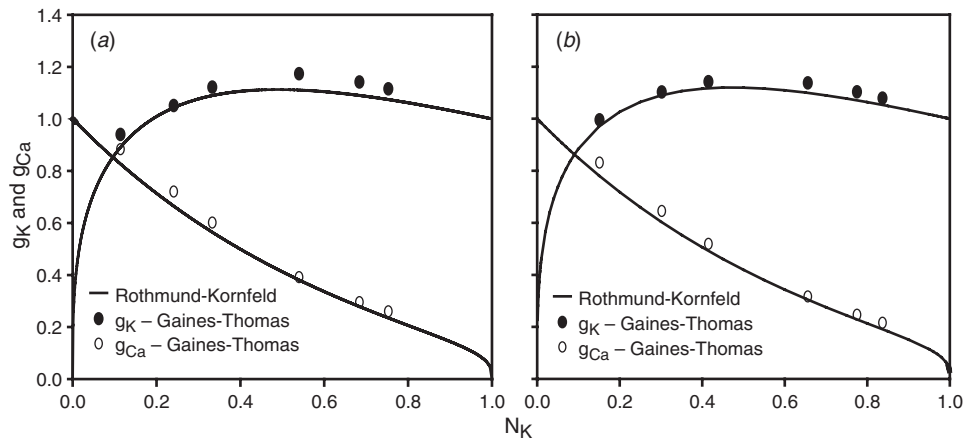 1.4
1.2
1.0
0.8
0.6
0.4
0.2
0.0
gK and gCa
(a)
Rothmund-Kornfeld
gK – Gaines-Thomas
gCa – Gaines-Thomas
0.0 0.2 0.4 0.6 0.8 1.0
(b)
Rothmund-Kornfeld
gK – Gaines-Thomas
gCa – Gaines-Thomas
0.0 0.2 0.4 0.6 0.8 1.0
NK